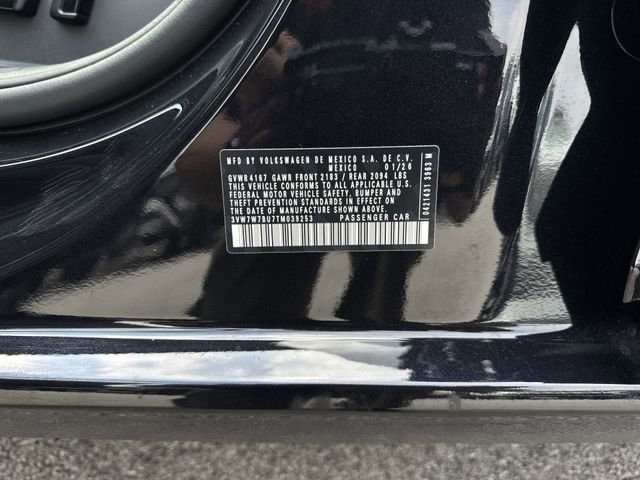 MFD BY VOLKSWAGEN DE MEXICO S.A. DE C.V.
MEXICO 01/26
GVWR 4167 GAWR FRONT 2183 / REAR 2094 LBS
THIS VEHICLE CONFORMS TO ALL APPLICABLE U.S.
FEDERAL MOTOR VEHICLE SAFETY, BUMPER AND
THEFT PREVENTION STANDARDS IN EFFECT ON THE
DATE OF MANUFACTURE SHOWN ABOVE.
3VW7W7BU7TM039253 PASSENGER CAR
0421431 3963 M